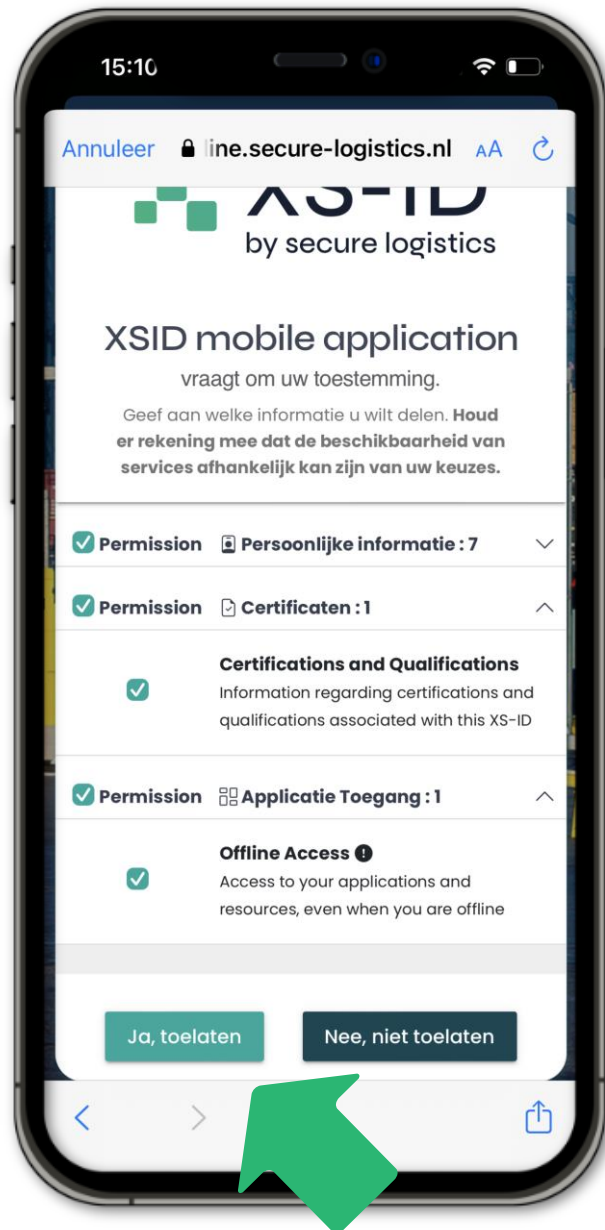 15:10
Annuleer ine.secure-logistics.nl AA
XS-ID
by secure logistics
XSID mobile application
vraagt om uw toestemming.
Geef aan welke informatie u wilt delen. Houd
er rekening mee dat de beschikbaarheid van
services afhankelijk kan zijn van uw keuzes.
Permission Persoonlijke informatie : 7
Permission Certificaten : 1
Certifications and Qualifications
Information regarding certifications and
qualifications associated with this XS-ID
Permission Applicatie Toegang : 1
Offline Access
Access to your applications and
resources, even when you are offline
Ja, toelaten Nee, niet toelaten